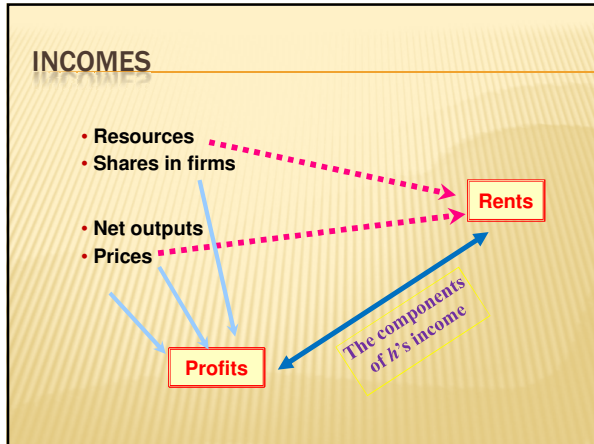 INCOMES
• Resources
• Shares in firms
• Net outputs
• Prices
Rents
The components
of h's income
Profits